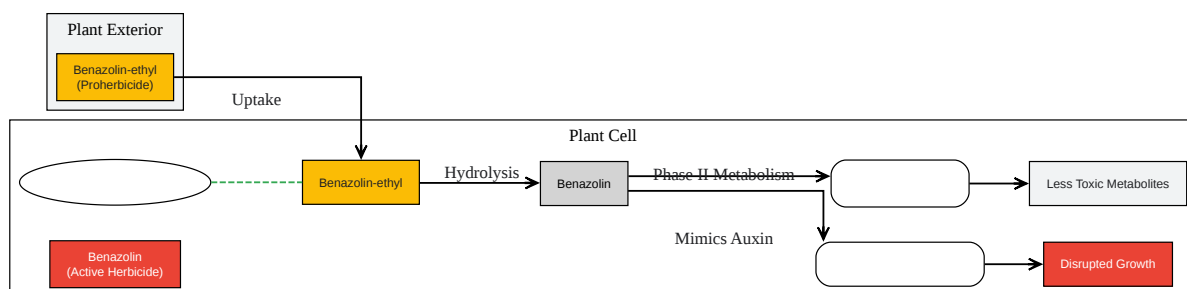 Plant Exterior
Benazolin-ethyl
(Proherbicide)
Uptake
Plant Cell
Benazolin-ethyl
Hydrolysis
Benazolin
Phase II Metabolism
Less Toxic Metabolites
Benazolin
(Active Herbicide)
Mimics Auxin
Disrupted Growth